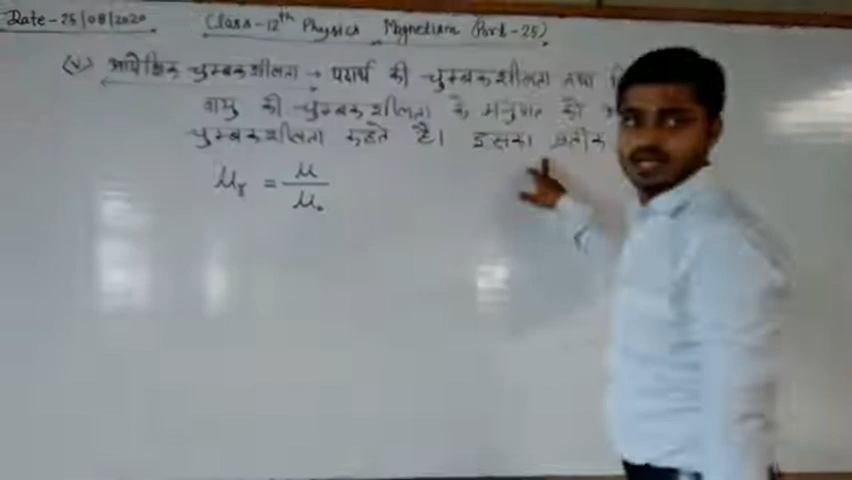 Date-25/08/2020 Class-12th Physics Magnetism (Part-25)
(v) आपेक्षिक चुम्बकशीलता → पदार्थ की चुम्बकशीलता तथा
वायु की चुम्बकशीलता के अनुपात को
चुम्बकशीलता कहते है। इसका प्रतीक
μr = μ/μ₀